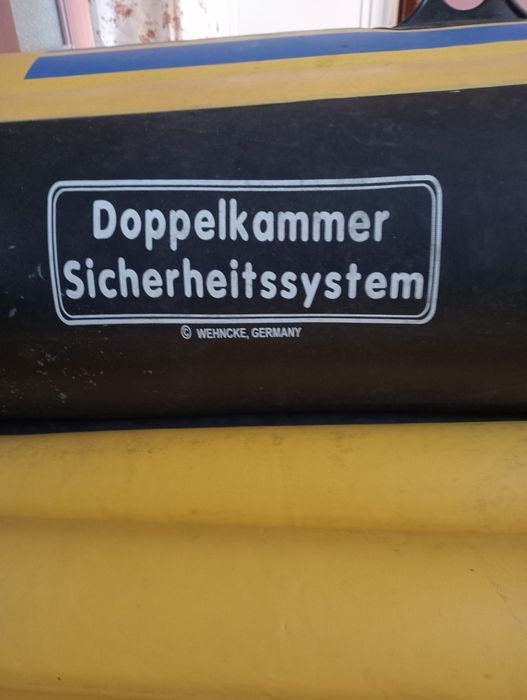 Doppelkammer
Sicherheitssystem
© WEHNCKE, GERMANY